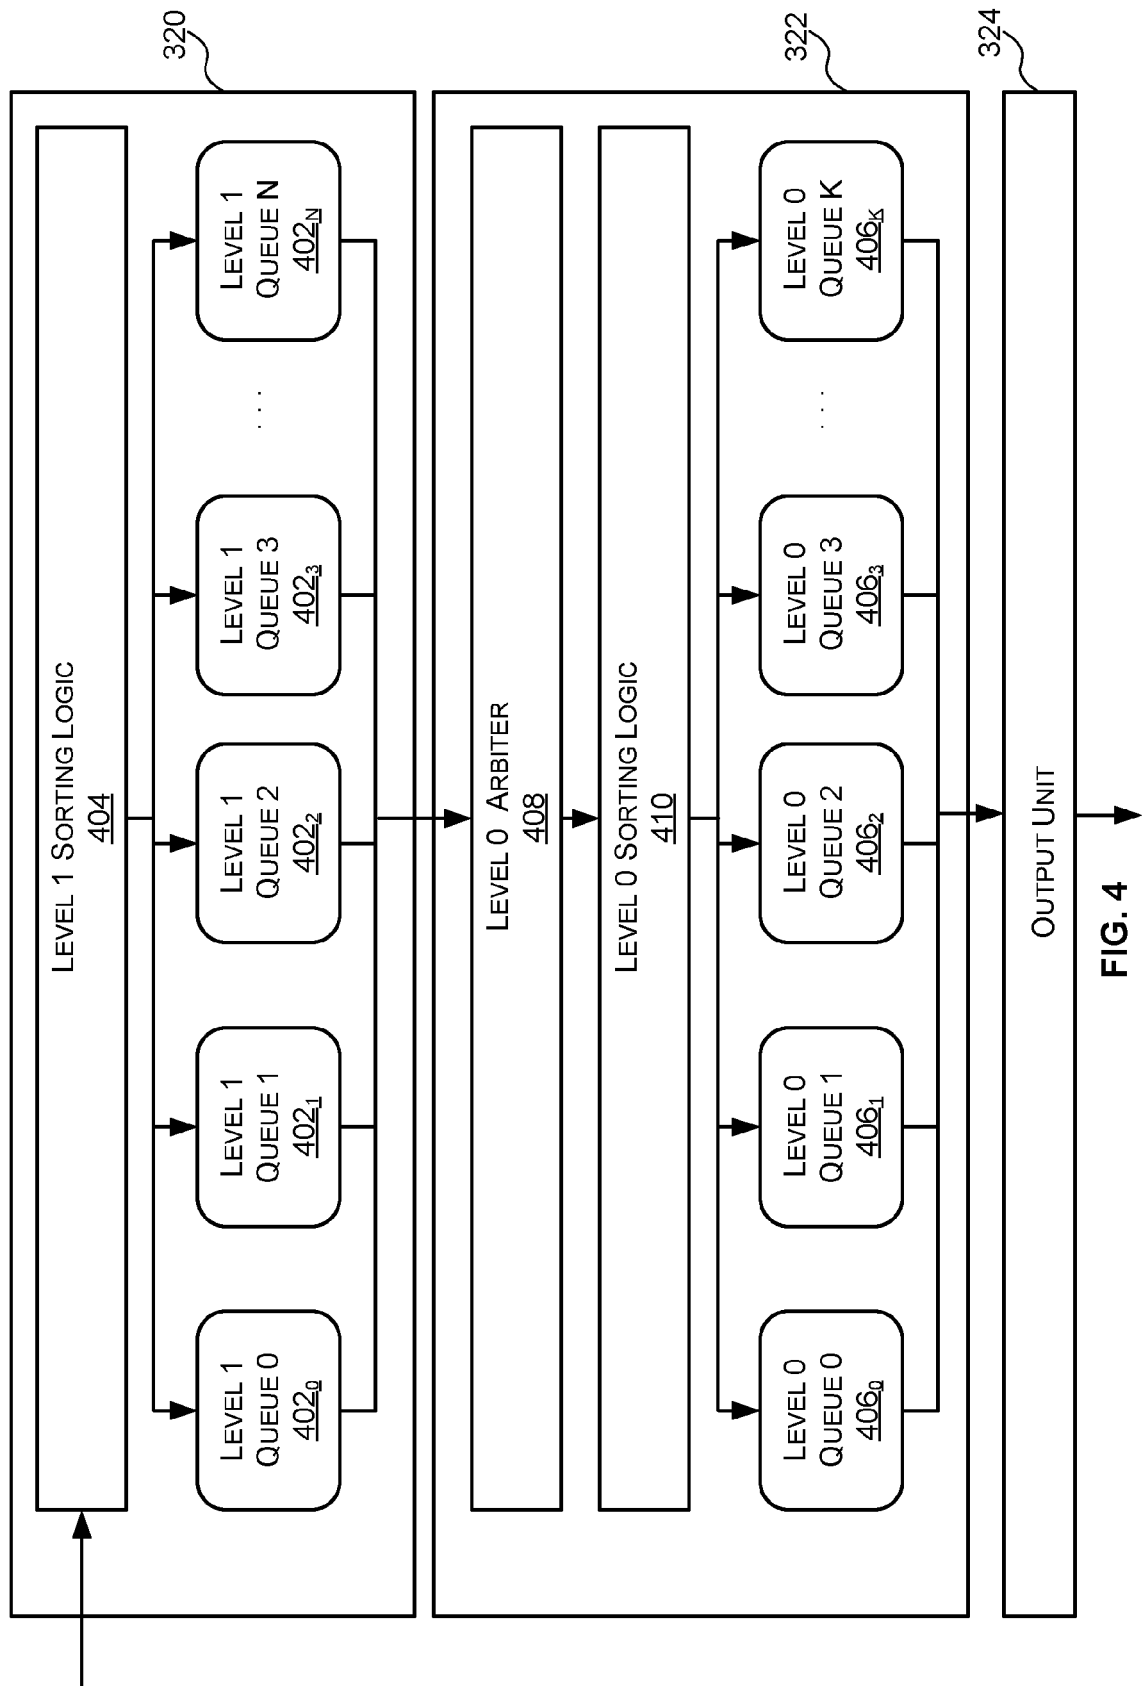 320
LEVEL 1 SORTING LOGIC
404
LEVEL 1
QUEUE 0
402₀
LEVEL 1
QUEUE 1
402₁
LEVEL 1
QUEUE 2
402₂
LEVEL 1
QUEUE 3
402₃
. . .
LEVEL 1
QUEUE N
402N
322
LEVEL 0 ARBITER
408
LEVEL 0 SORTING LOGIC
410
LEVEL 0
QUEUE 0
406₀
LEVEL 0
QUEUE 1
406₁
LEVEL 0
QUEUE 2
406₂
LEVEL 0
QUEUE 3
406₃
. . .
LEVEL 0
QUEUE K
406K
324
OUTPUT UNIT
FIG. 4